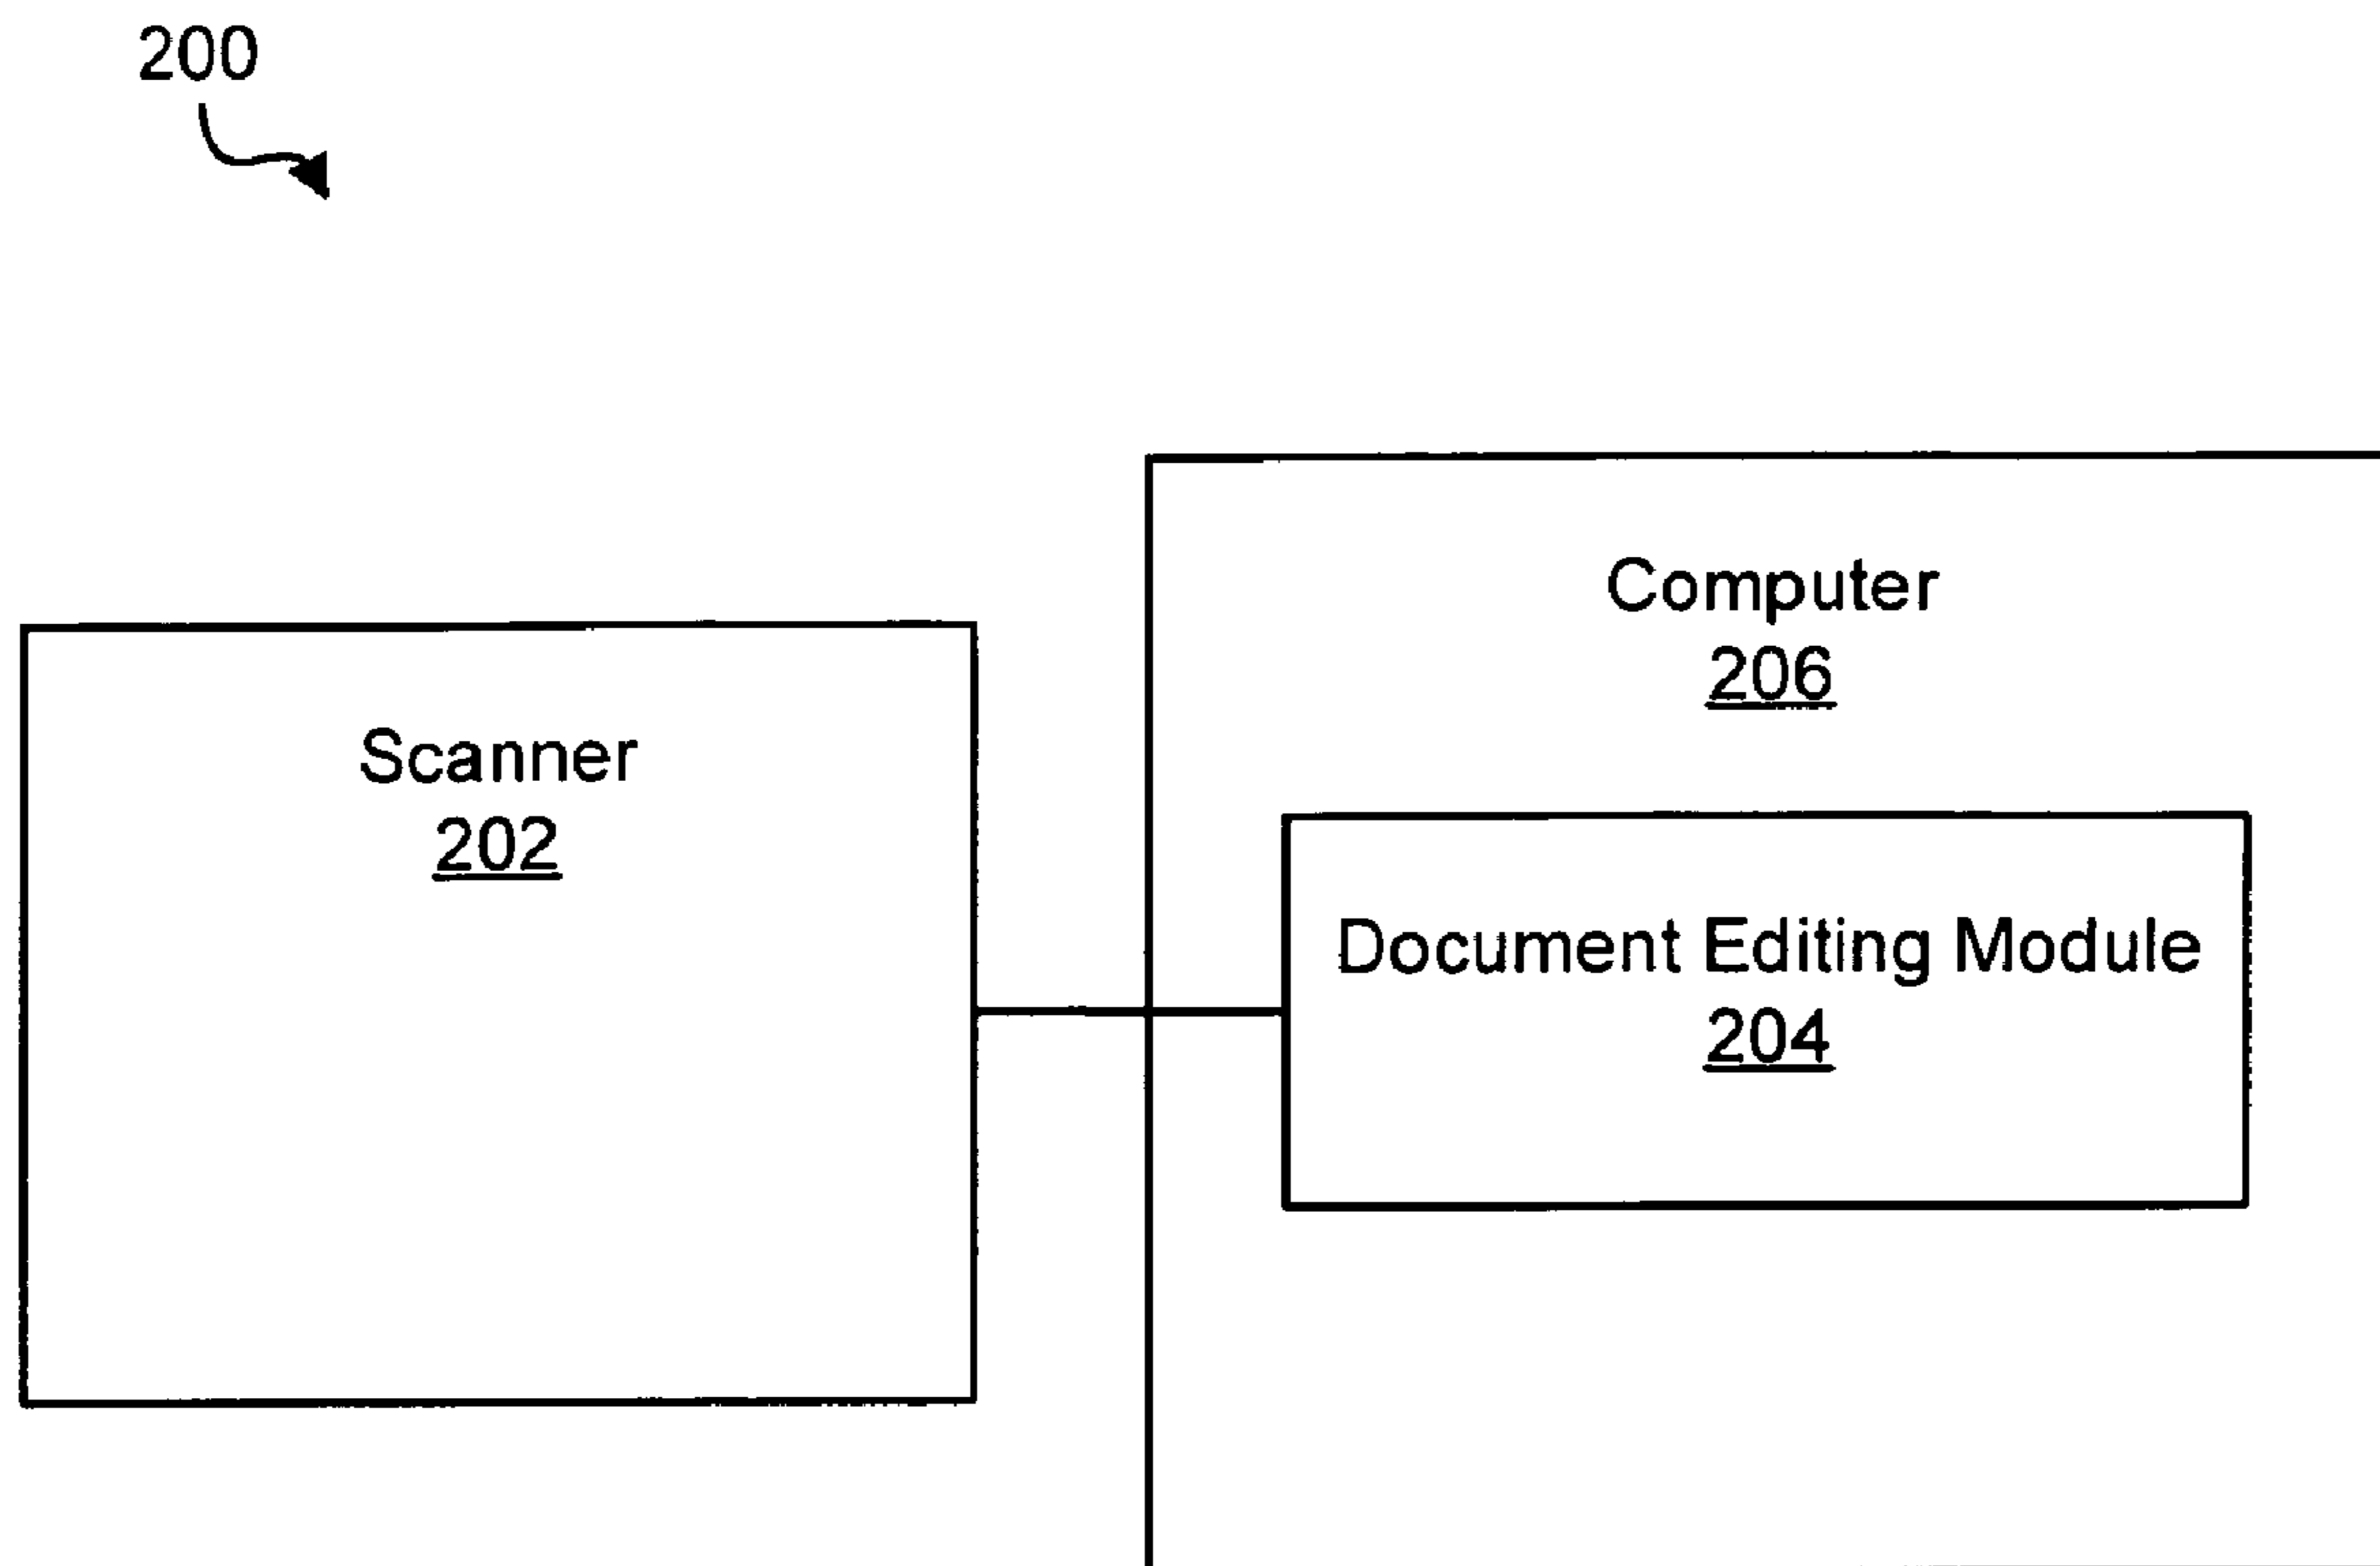 200
Scanner
202
Computer
206
Document Editing Module
204